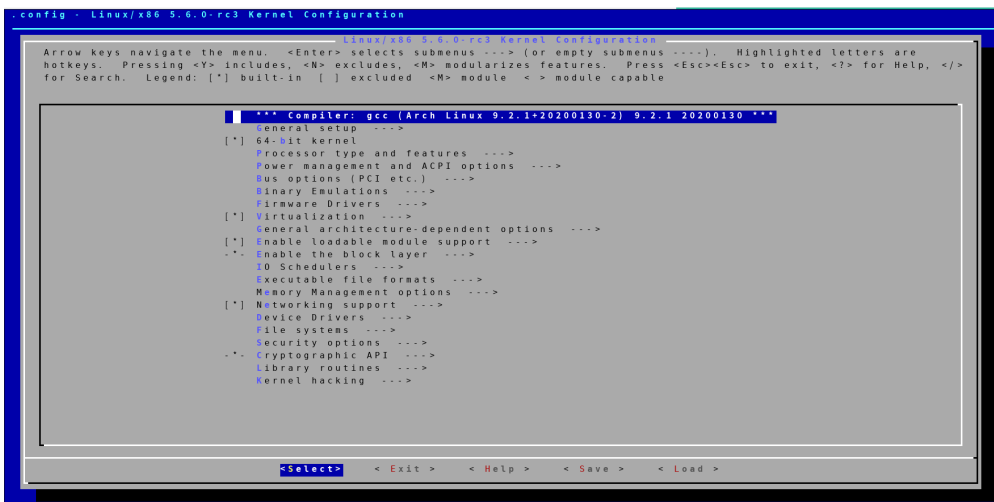 .config - Linux/x86 5.6.0-rc3 Kernel Configuration
Linux/x86 5.6.0-rc3 Kernel Configuration
Arrow keys navigate the menu.  <Enter> selects submenus ---> (or empty submenus ----).  Highlighted letters are
hotkeys.  Pressing <Y> includes, <N> excludes, <M> modularizes features.  Press <Esc><Esc> to exit, <?> for Help, </>
for Search.  Legend: [*] built-in  [ ] excluded  <M> module  < > module capable
*** Compiler: gcc (Arch Linux 9.2.1+20200130-2) 9.2.1 20200130 ***
General setup  --->
[*] 64-bit kernel
Processor type and features  --->
Power management and ACPI options  --->
Bus options (PCI etc.)  --->
Binary Emulations  --->
Firmware Drivers  --->
[*] Virtualization  --->
General architecture-dependent options  --->
[*] Enable loadable module support  --->
-*- Enable the block layer  --->
IO Schedulers  --->
Executable file formats  --->
Memory Management options  --->
[*] Networking support  --->
Device Drivers  --->
File systems  --->
Security options  --->
-*- Cryptographic API  --->
Library routines  --->
Kernel hacking  --->
<Select>    < Exit >    < Help >    < Save >    < Load >